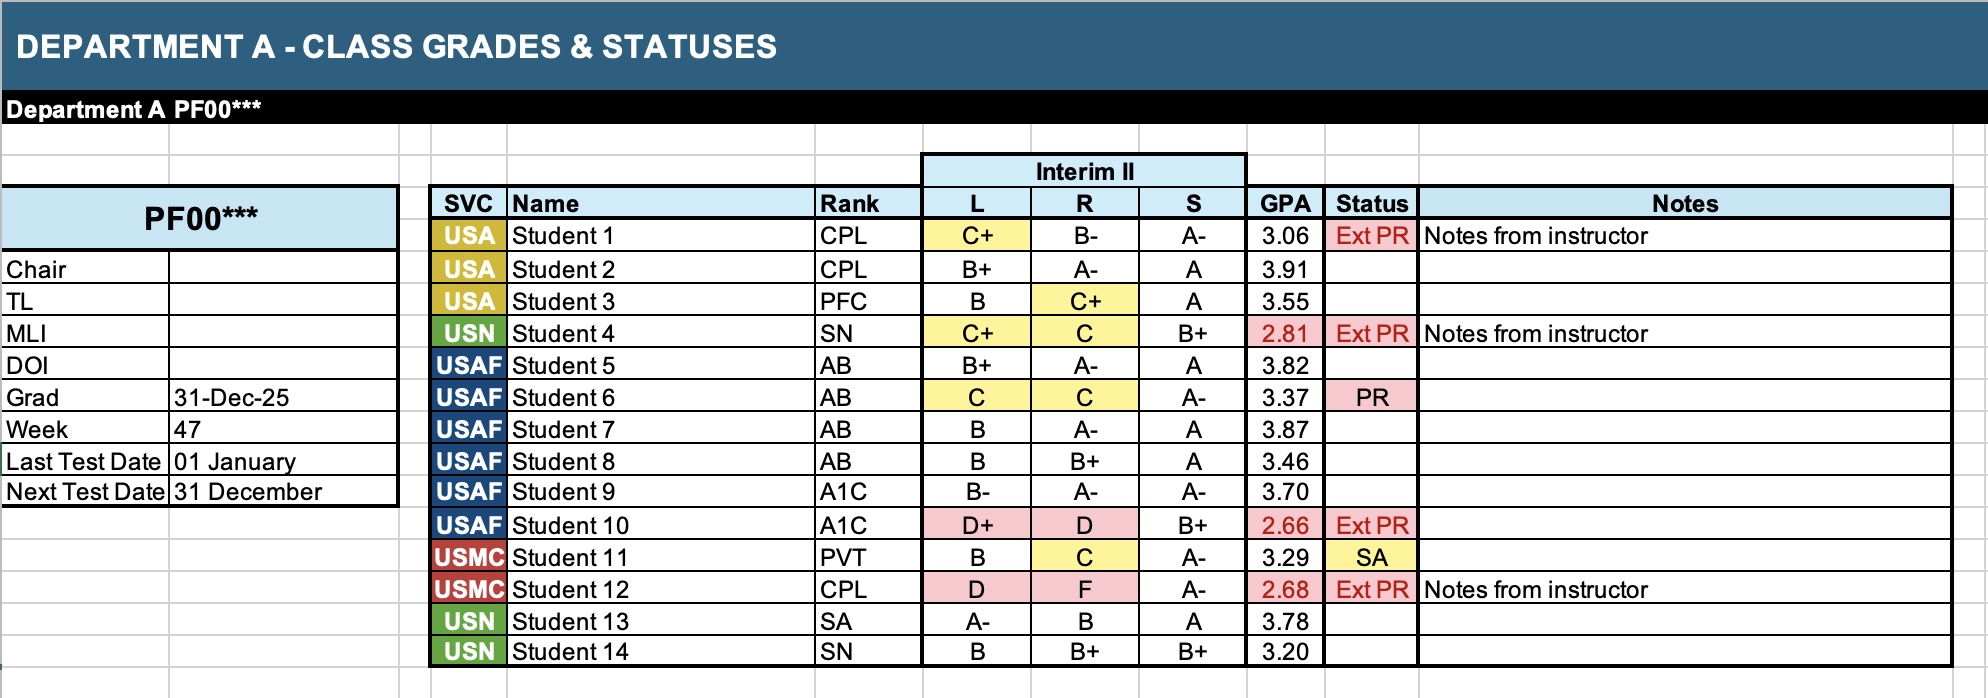 DEPARTMENT A - CLASS GRADES & STATUSES
Department A PF00***
PF00***
Chair
TL
MLI
DOI
Grad 31-Dec-25
Week 47
Last Test Date 01 January
Next Test Date 31 December
Interim II
SVC Name Rank L R S GPA Status Notes
USA Student 1 CPL C+ B- A- 3.06 Ext PR Notes from instructor
USA Student 2 CPL B+ A- A 3.91
USA Student 3 PFC B C+ A 3.55
USN Student 4 SN C+ C B+ 2.81 Ext PR Notes from instructor
USAF Student 5 AB B+ A- A 3.82
USAF Student 6 AB C C A- 3.37 PR
USAF Student 7 AB B A- A 3.87
USAF Student 8 AB B B+ A 3.46
USAF Student 9 A1C B- A- A- 3.70
USAF Student 10 A1C D+ D B+ 2.66 Ext PR
USMC Student 11 PVT B C A- 3.29 SA
USMC Student 12 CPL D F A- 2.68 Ext PR Notes from instructor
USN Student 13 SA A- B A 3.78
USN Student 14 SN B B+ B+ 3.20